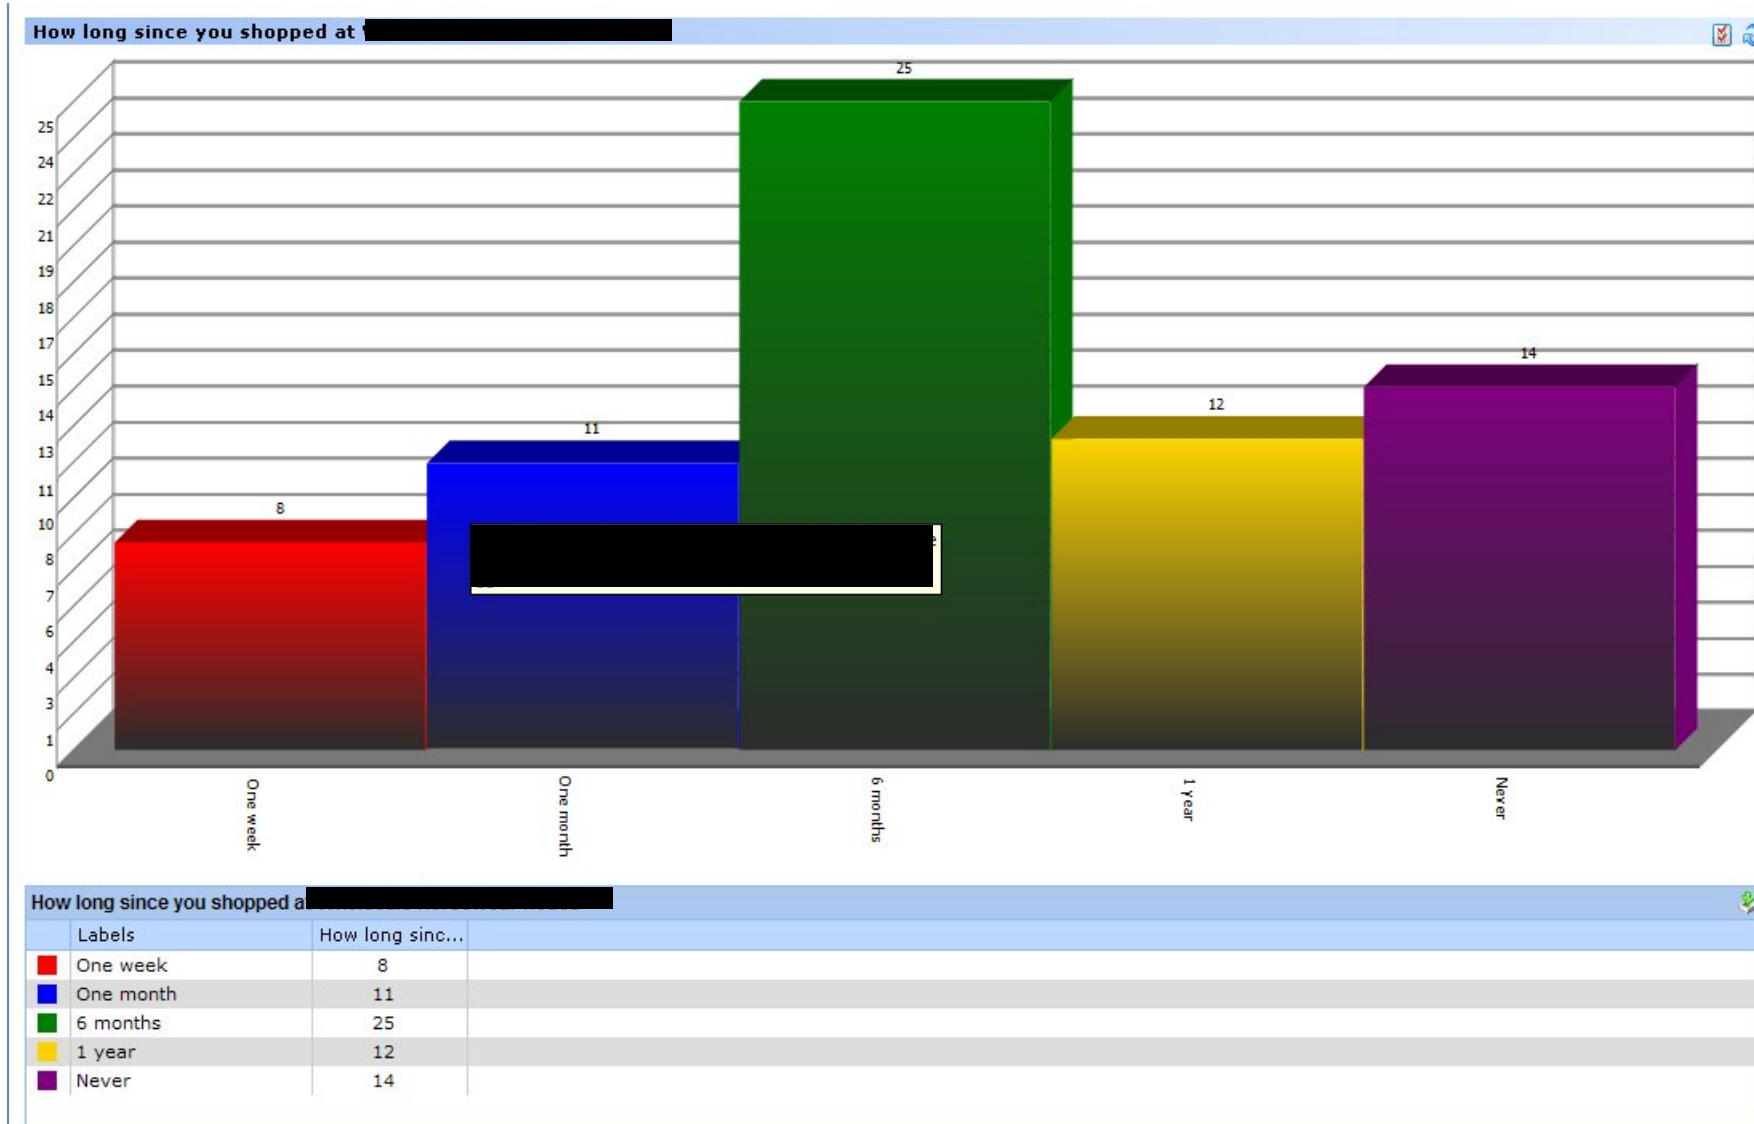 How long since you shopped at '
25
25
24
22
21
19
18
17
15
14
13
11
10
8
7
6
4
3
1
0
8
11
12
14
One week
One month
6 months
1 year
Never
How long since you shopped a
Labels How long sinc...
One week 8
One month 11
6 months 25
1 year 12
Never 14